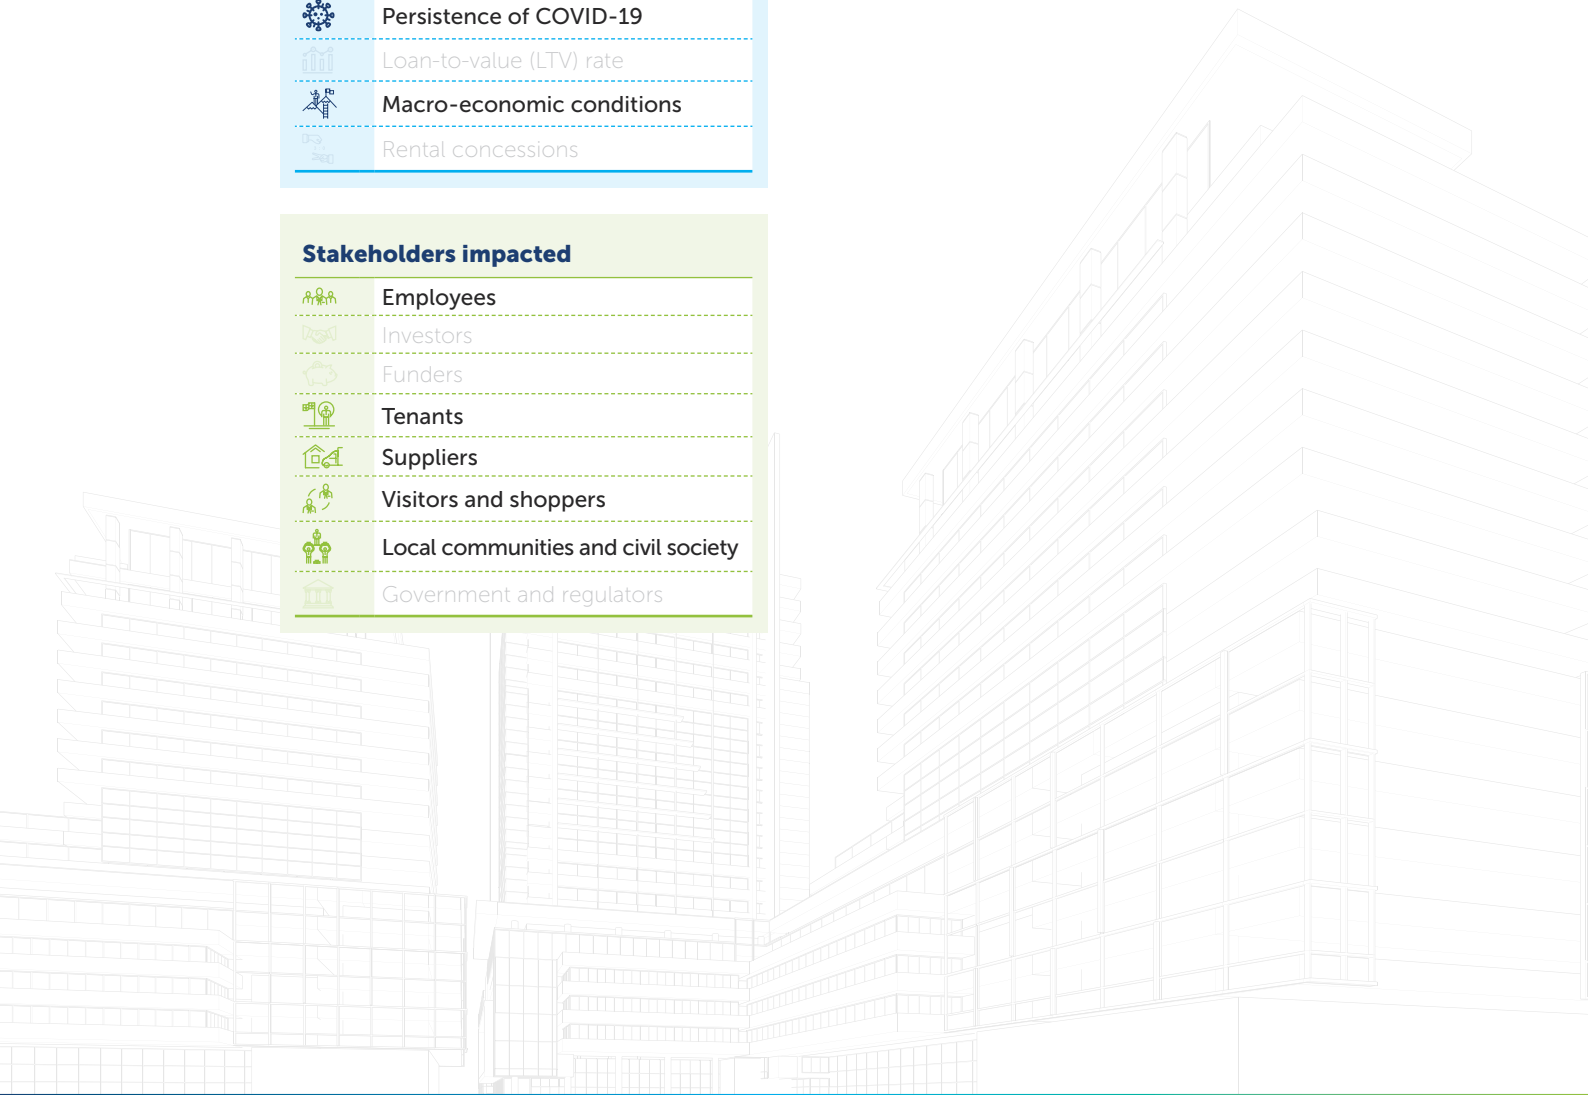 Persistence of COVID-19
Loan-to-value (LTV) rate
Macro-economic conditions
Rental concessions
Stakeholders impacted
Employees
Investors
Funders
Tenants
Suppliers
Visitors and shoppers
Local communities and civil society
Government and regulators